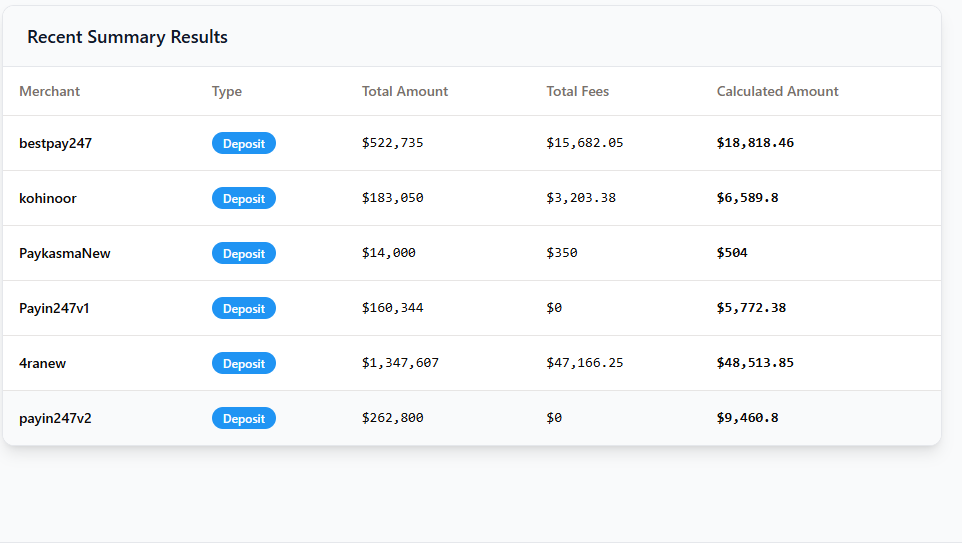 Recent Summary Results
Merchant Type Total Amount Total Fees Calculated Amount
bestpay247 Deposit $522,735 $15,682.05 $18,818.46
kohinoor Deposit $183,050 $3,203.38 $6,589.8
PaykasmaNew Deposit $14,000 $350 $504
Payin247v1 Deposit $160,344 $0 $5,772.38
4ranew Deposit $1,347,607 $47,166.25 $48,513.85
payin247v2 Deposit $262,800 $0 $9,460.8